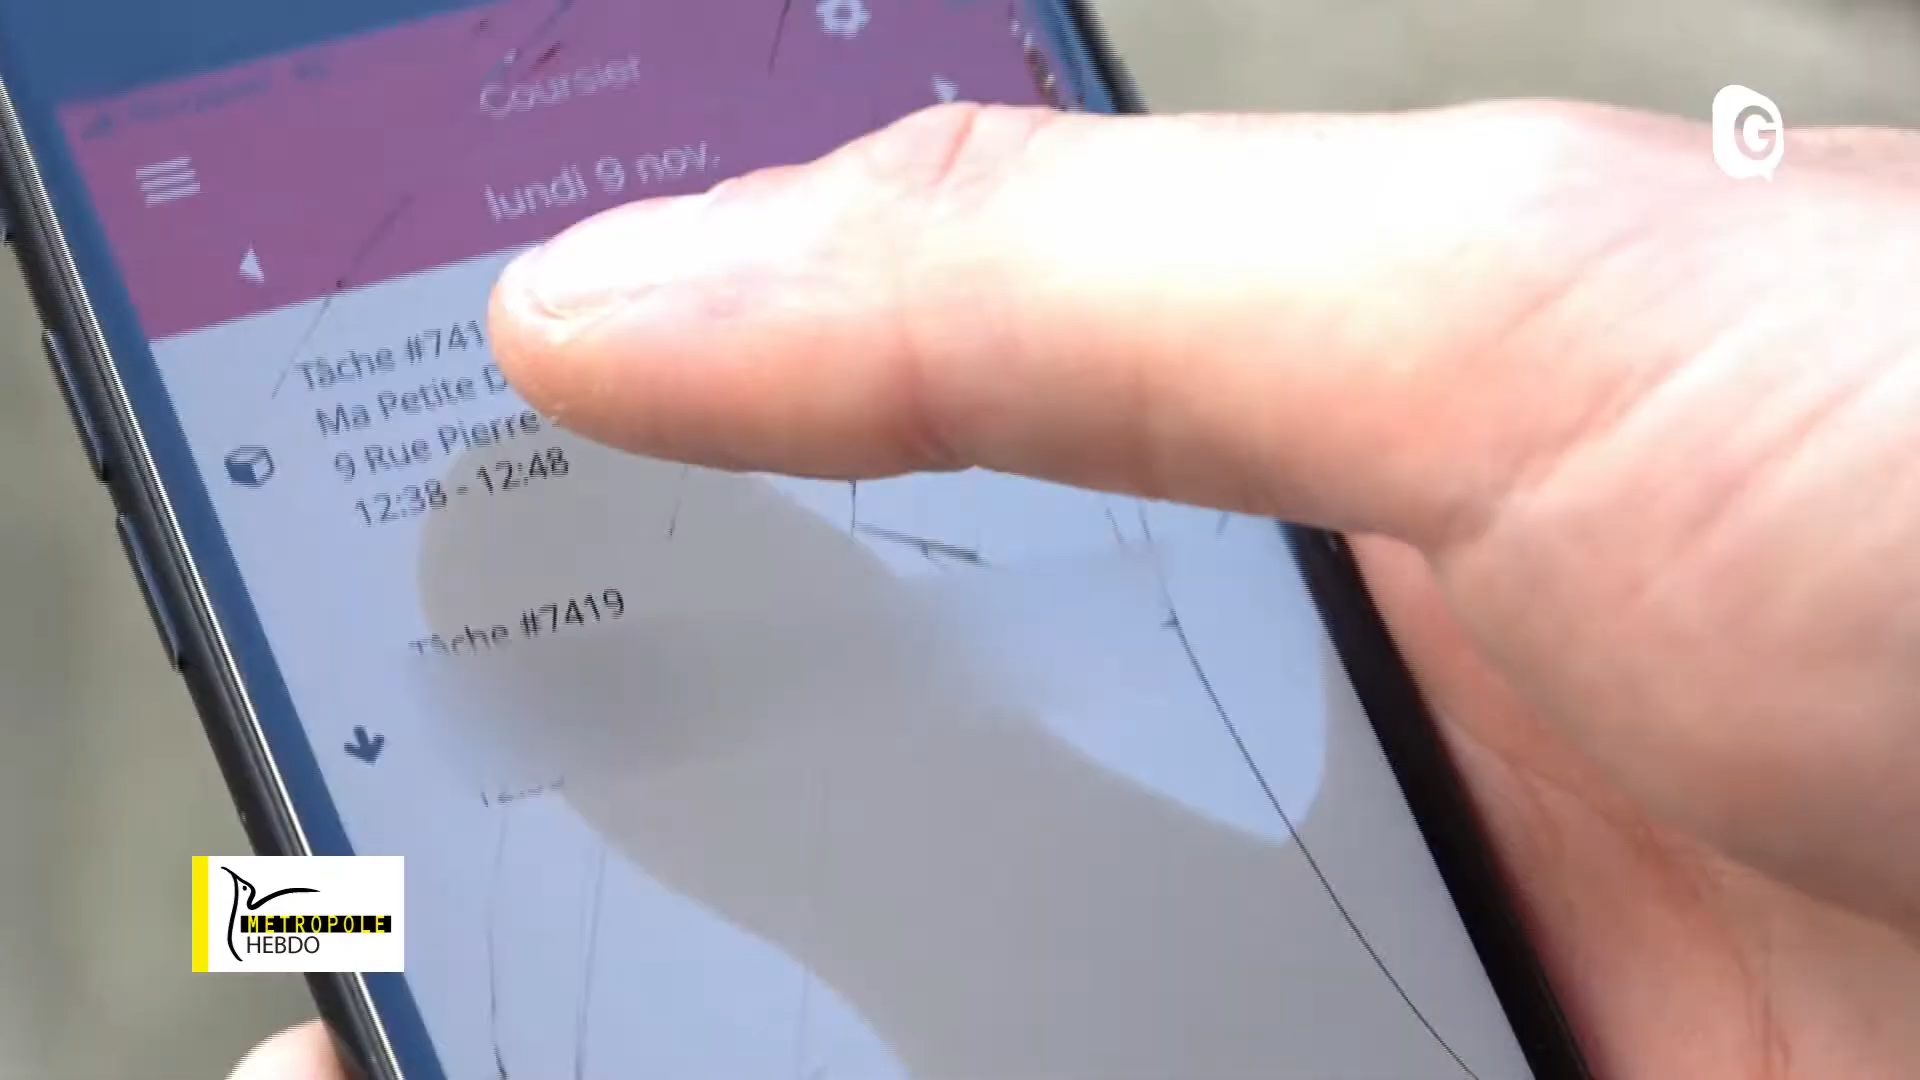 Coursier
lundi 9 nov.
Tâche #741
Ma Petite
9 Rue Pierre
12:38 - 12:48
Tâche #7419
G
METROPOLE
HEBDO